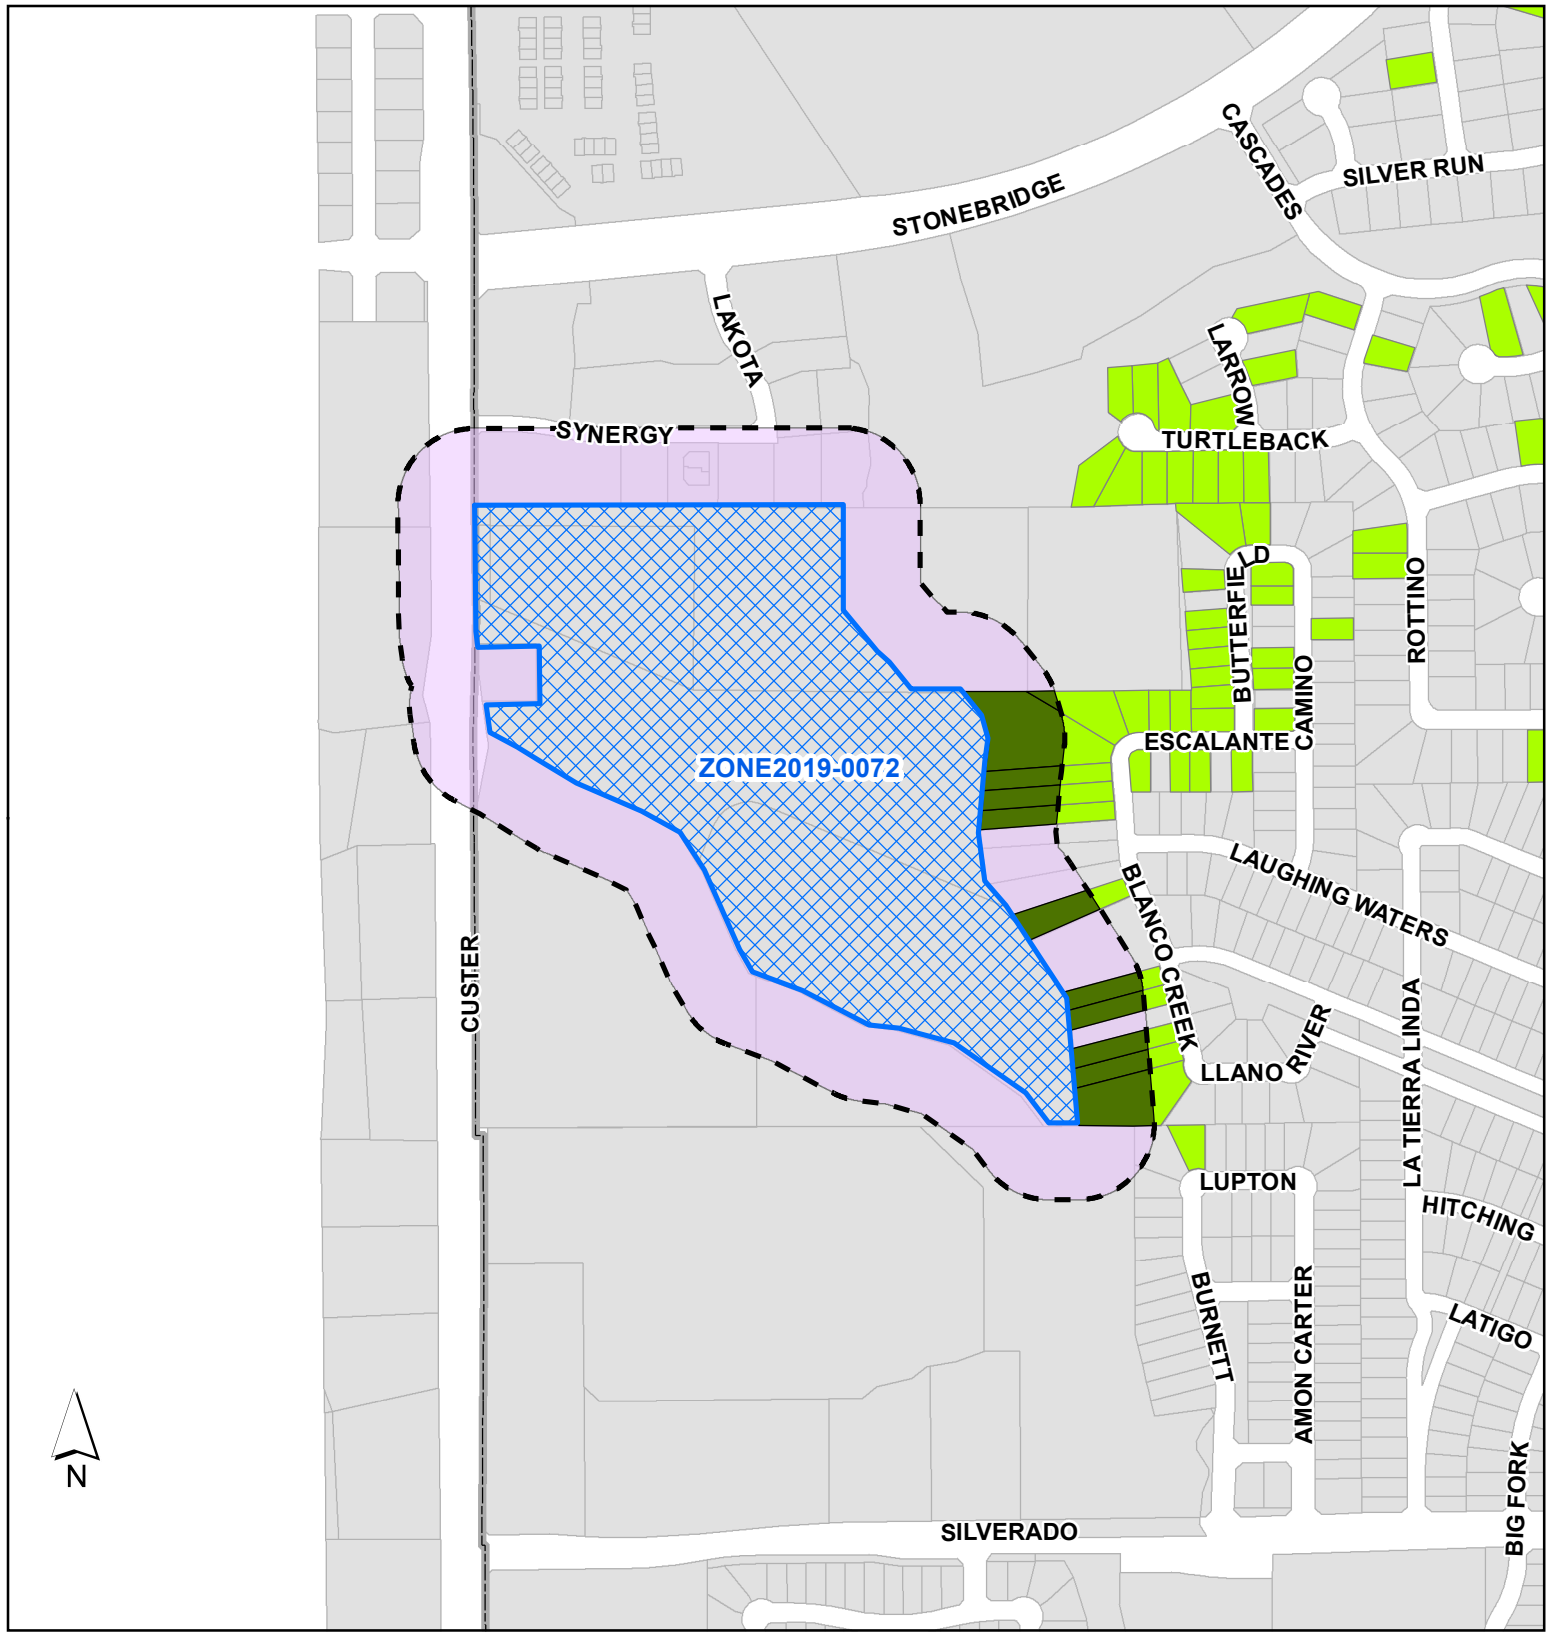 CASCADES
SILVER RUN
STONEBRIDGE
LAKOTA
LARROW
SYNERGY
TURTLEBACK
BUTTERFIELD
ROTTINO
CAMINO
ESCALANTE
ZONE2019-0072
LAUGHING WATERS
BLANCO CREEK
CUSTER
LA TIERRA LINDA
RIVER
LLANO
LUPTON
HITCHING
BURNETT
AMON CARTER
LATIGO
BIG FORK
N
SILVERADO